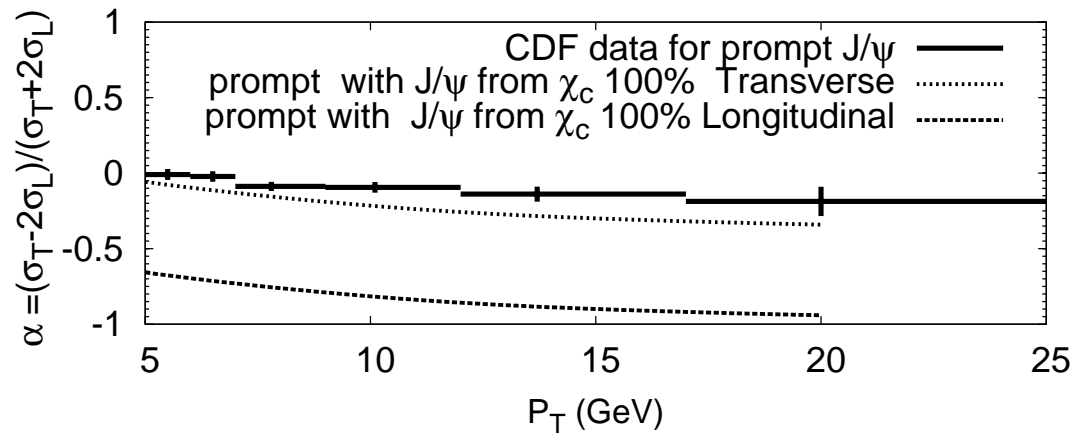 α =(σT-2σL)/(σT+2σL)
1
0.5
0
-0.5
-1
CDF data for prompt J/ψ
prompt with J/ψ from χc 100% Transverse
prompt with J/ψ from χc 100% Longitudinal
5 10 15 20 25
PT (GeV)